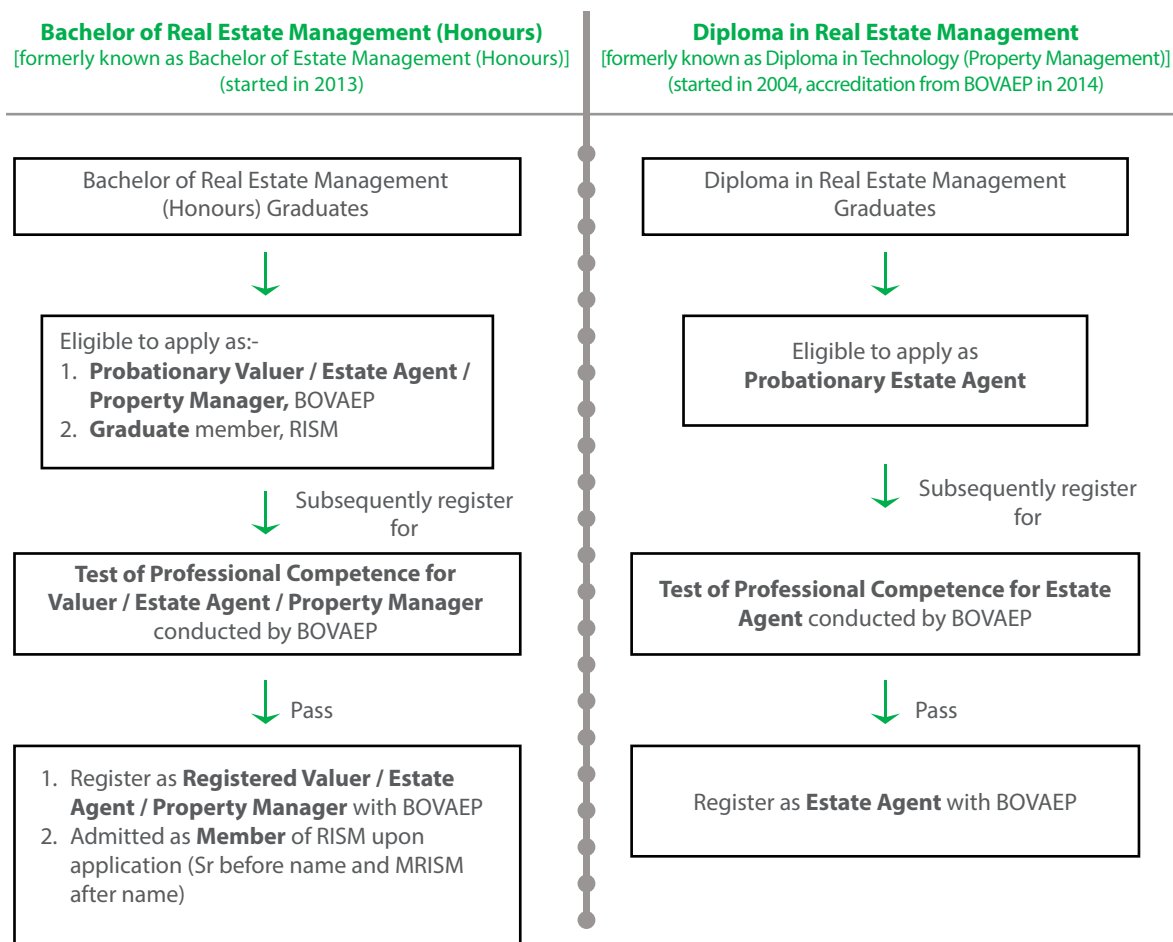 Bachelor of Real Estate Management (Honours)
[formerly known as Bachelor of Estate Management (Honours)]
(started in 2013)
Bachelor of Real Estate Management
(Honours) Graduates
Eligible to apply as:-
1. Probationary Valuer / Estate Agent /
Property Manager, BOVAEP
2. Graduate member, RISM
Subsequently register
for
Test of Professional Competence for
Valuer / Estate Agent / Property Manager
conducted by BOVAEP
Pass
1. Register as Registered Valuer / Estate
Agent / Property Manager with BOVAEP
2. Admitted as Member of RISM upon
application (Sr before name and MRISM
after name)
Diploma in Real Estate Management
[formerly known as Diploma in Technology (Property Management)]
(started in 2004, accreditation from BOVAEP in 2014)
Diploma in Real Estate Management
Graduates
Eligible to apply as
Probationary Estate Agent
Subsequently register
for
Test of Professional Competence for Estate
Agent conducted by BOVAEP
Pass
Register as Estate Agent with BOVAEP